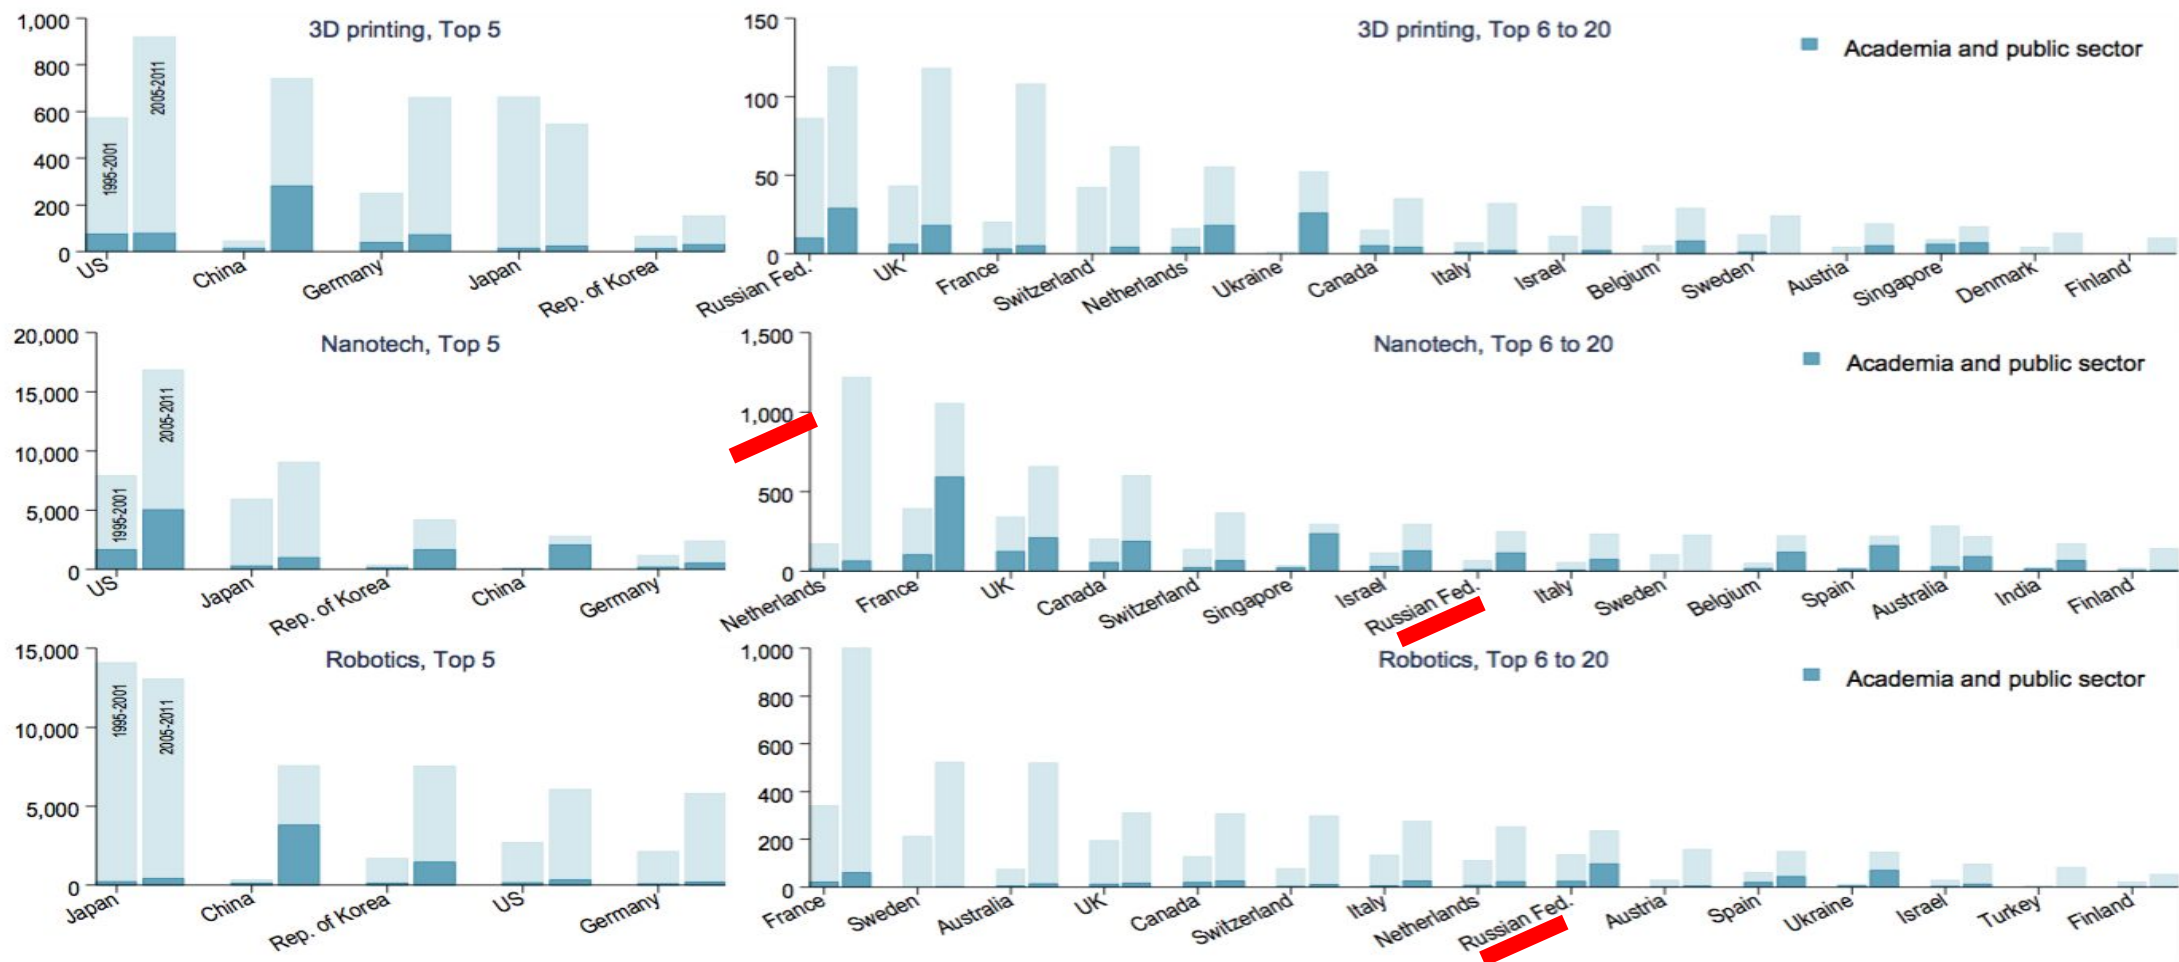 3D printing, Top 5
1,000
800
600
400
200
0
1995-2001
2005-2011
US
China
Germany
Japan
Rep. of Korea
3D printing, Top 6 to 20
Academia and public sector
150
100
50
0
Russian Fed.
UK
France
Switzerland
Netherlands
Ukraine
Canada
Italy
Israel
Belgium
Sweden
Austria
Singapore
Denmark
Finland
Nanotech, Top 5
20,000
15,000
10,000
5,000
0
1995-2001
2005-2011
US
Japan
Rep. of Korea
China
Germany
Nanotech, Top 6 to 20
Academia and public sector
1,500
1,000
500
0
Netherlands
France
UK
Canada
Switzerland
Singapore
Israel
Russian Fed.
Italy
Sweden
Belgium
Spain
Australia
India
Finland
Robotics, Top 5
15,000
10,000
5,000
0
1995-2001
2005-2011
Japan
China
Rep. of Korea
US
Germany
Robotics, Top 6 to 20
Academia and public sector
1,000
800
600
400
200
0
France
Sweden
Australia
UK
Canada
Switzerland
Italy
Netherlands
Russian Fed.
Austria
Spain
Ukraine
Israel
Turkey
Finland